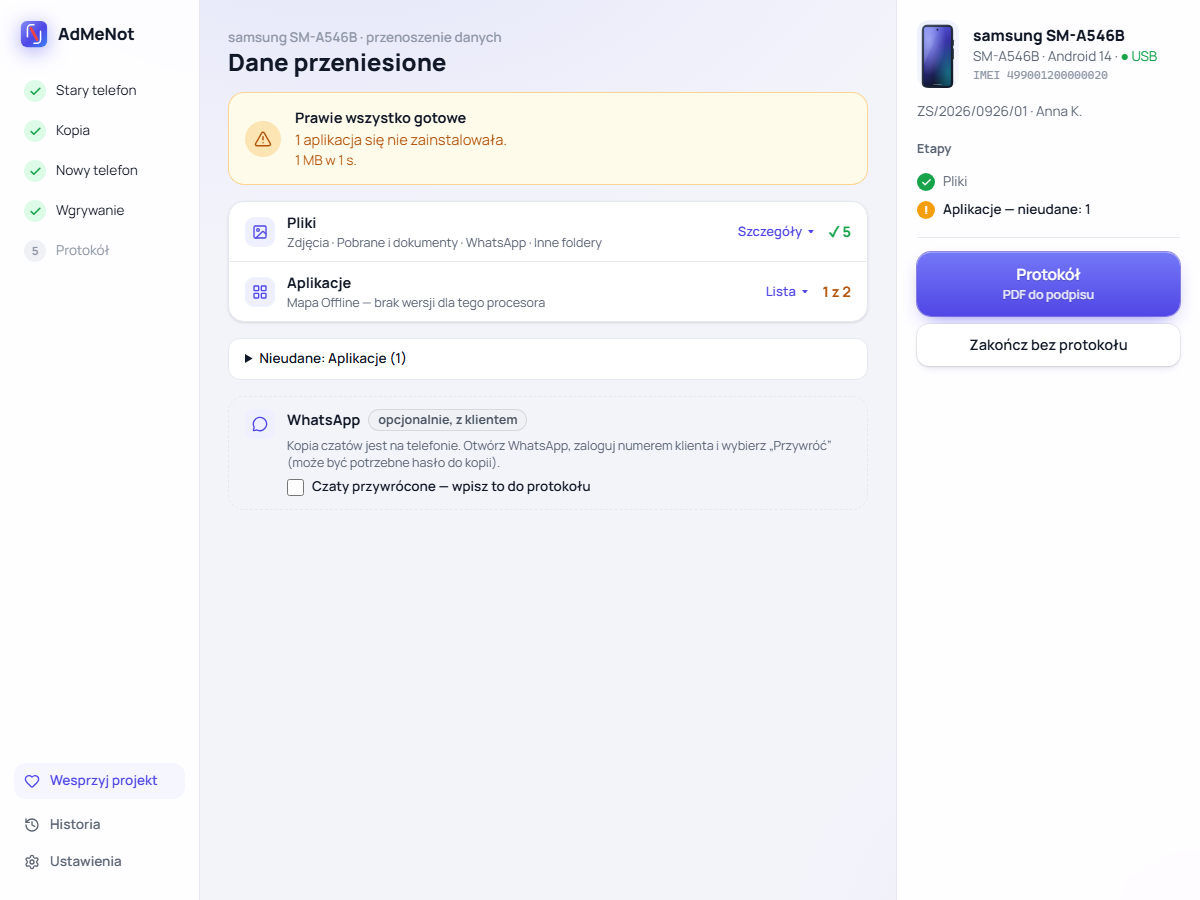 AdMeNot
Stary telefon
Kopia
Nowy telefon
Wgrywanie
5 Protokół
Wesprzyj projekt
Historia
Ustawienia
samsung SM-A546B · przenoszenie danych
Dane przeniesione
Prawie wszystko gotowe
1 aplikacja się nie zainstalowała.
1 MB w 1 s.
Pliki
Zdjęcia · Pobrane i dokumenty · WhatsApp · Inne foldery
Szczegóły ▾ ✓ 5
Aplikacje
Mapa Offline — brak wersji dla tego procesora
Lista ▾ 1 z 2
▶ Nieudane: Aplikacje (1)
WhatsApp opcjonalnie, z klientem
Kopia czatów jest na telefonie. Otwórz WhatsApp, zaloguj numerem klienta i wybierz „Przywróć”
(może być potrzebne hasło do kopii).
Czaty przywrócone — wpisz to do protokołu
samsung SM-A546B
SM-A546B · Android 14 · ● USB
IMEI 499001200000020
ZS/2026/0926/01 · Anna K.
Etapy
Pliki
Aplikacje — nieudane: 1
Protokół
PDF do podpisu
Zakończ bez protokołu